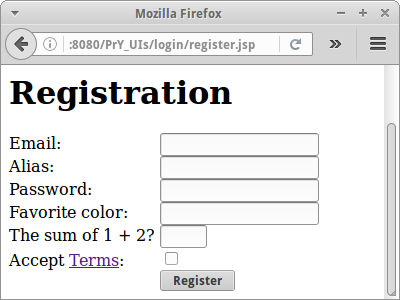 Mozilla Firefox
:8080/PrY_UIs/login/register.jsp
Registration
Email:
Alias:
Password:
Favorite color:
The sum of 1 + 2?
Accept Terms:
Register